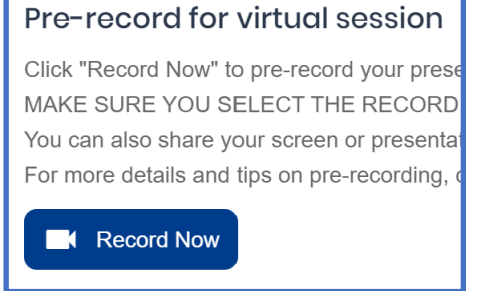 Pre-record for virtual session
Click "Record Now" to pre-record your prese
MAKE SURE YOU SELECT THE RECORD
You can also share your screen or presenta
For more details and tips on pre-recording,
Record Now